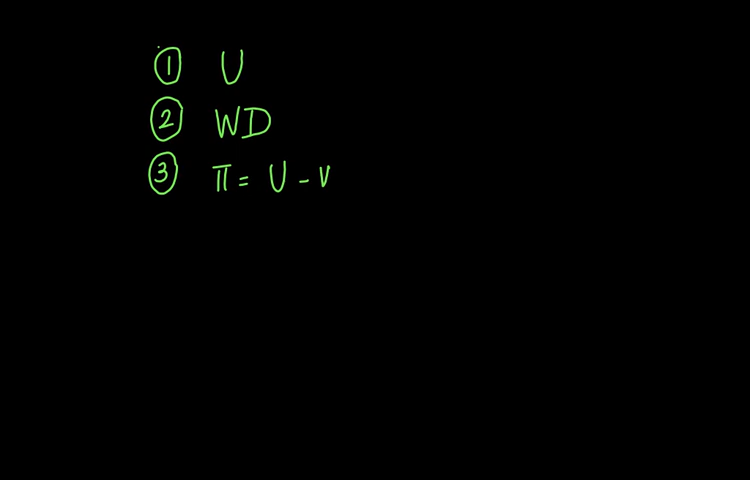 ① U
② WD
③ π = U - V